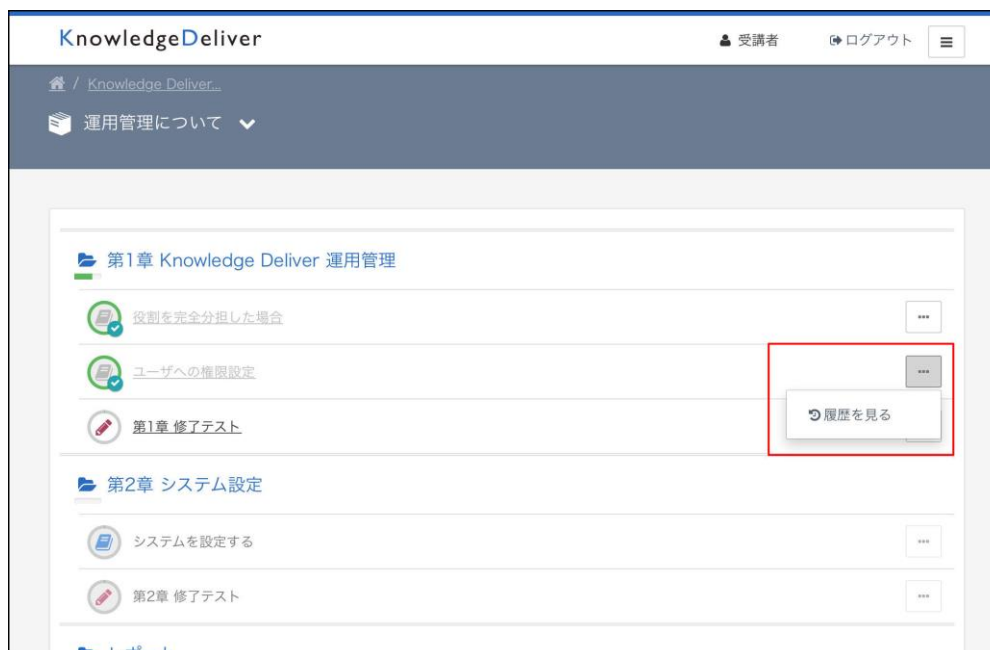 KnowledgeDeliver
受講者 ログアウト
/ Knowledge Deliver...
運用管理について
第1章 Knowledge Deliver 運用管理
役割を完全分担した場合
ユーザへの権限設定
履歴を見る
第1章 修了テスト
第2章 システム設定
システムを設定する
第2章 修了テスト